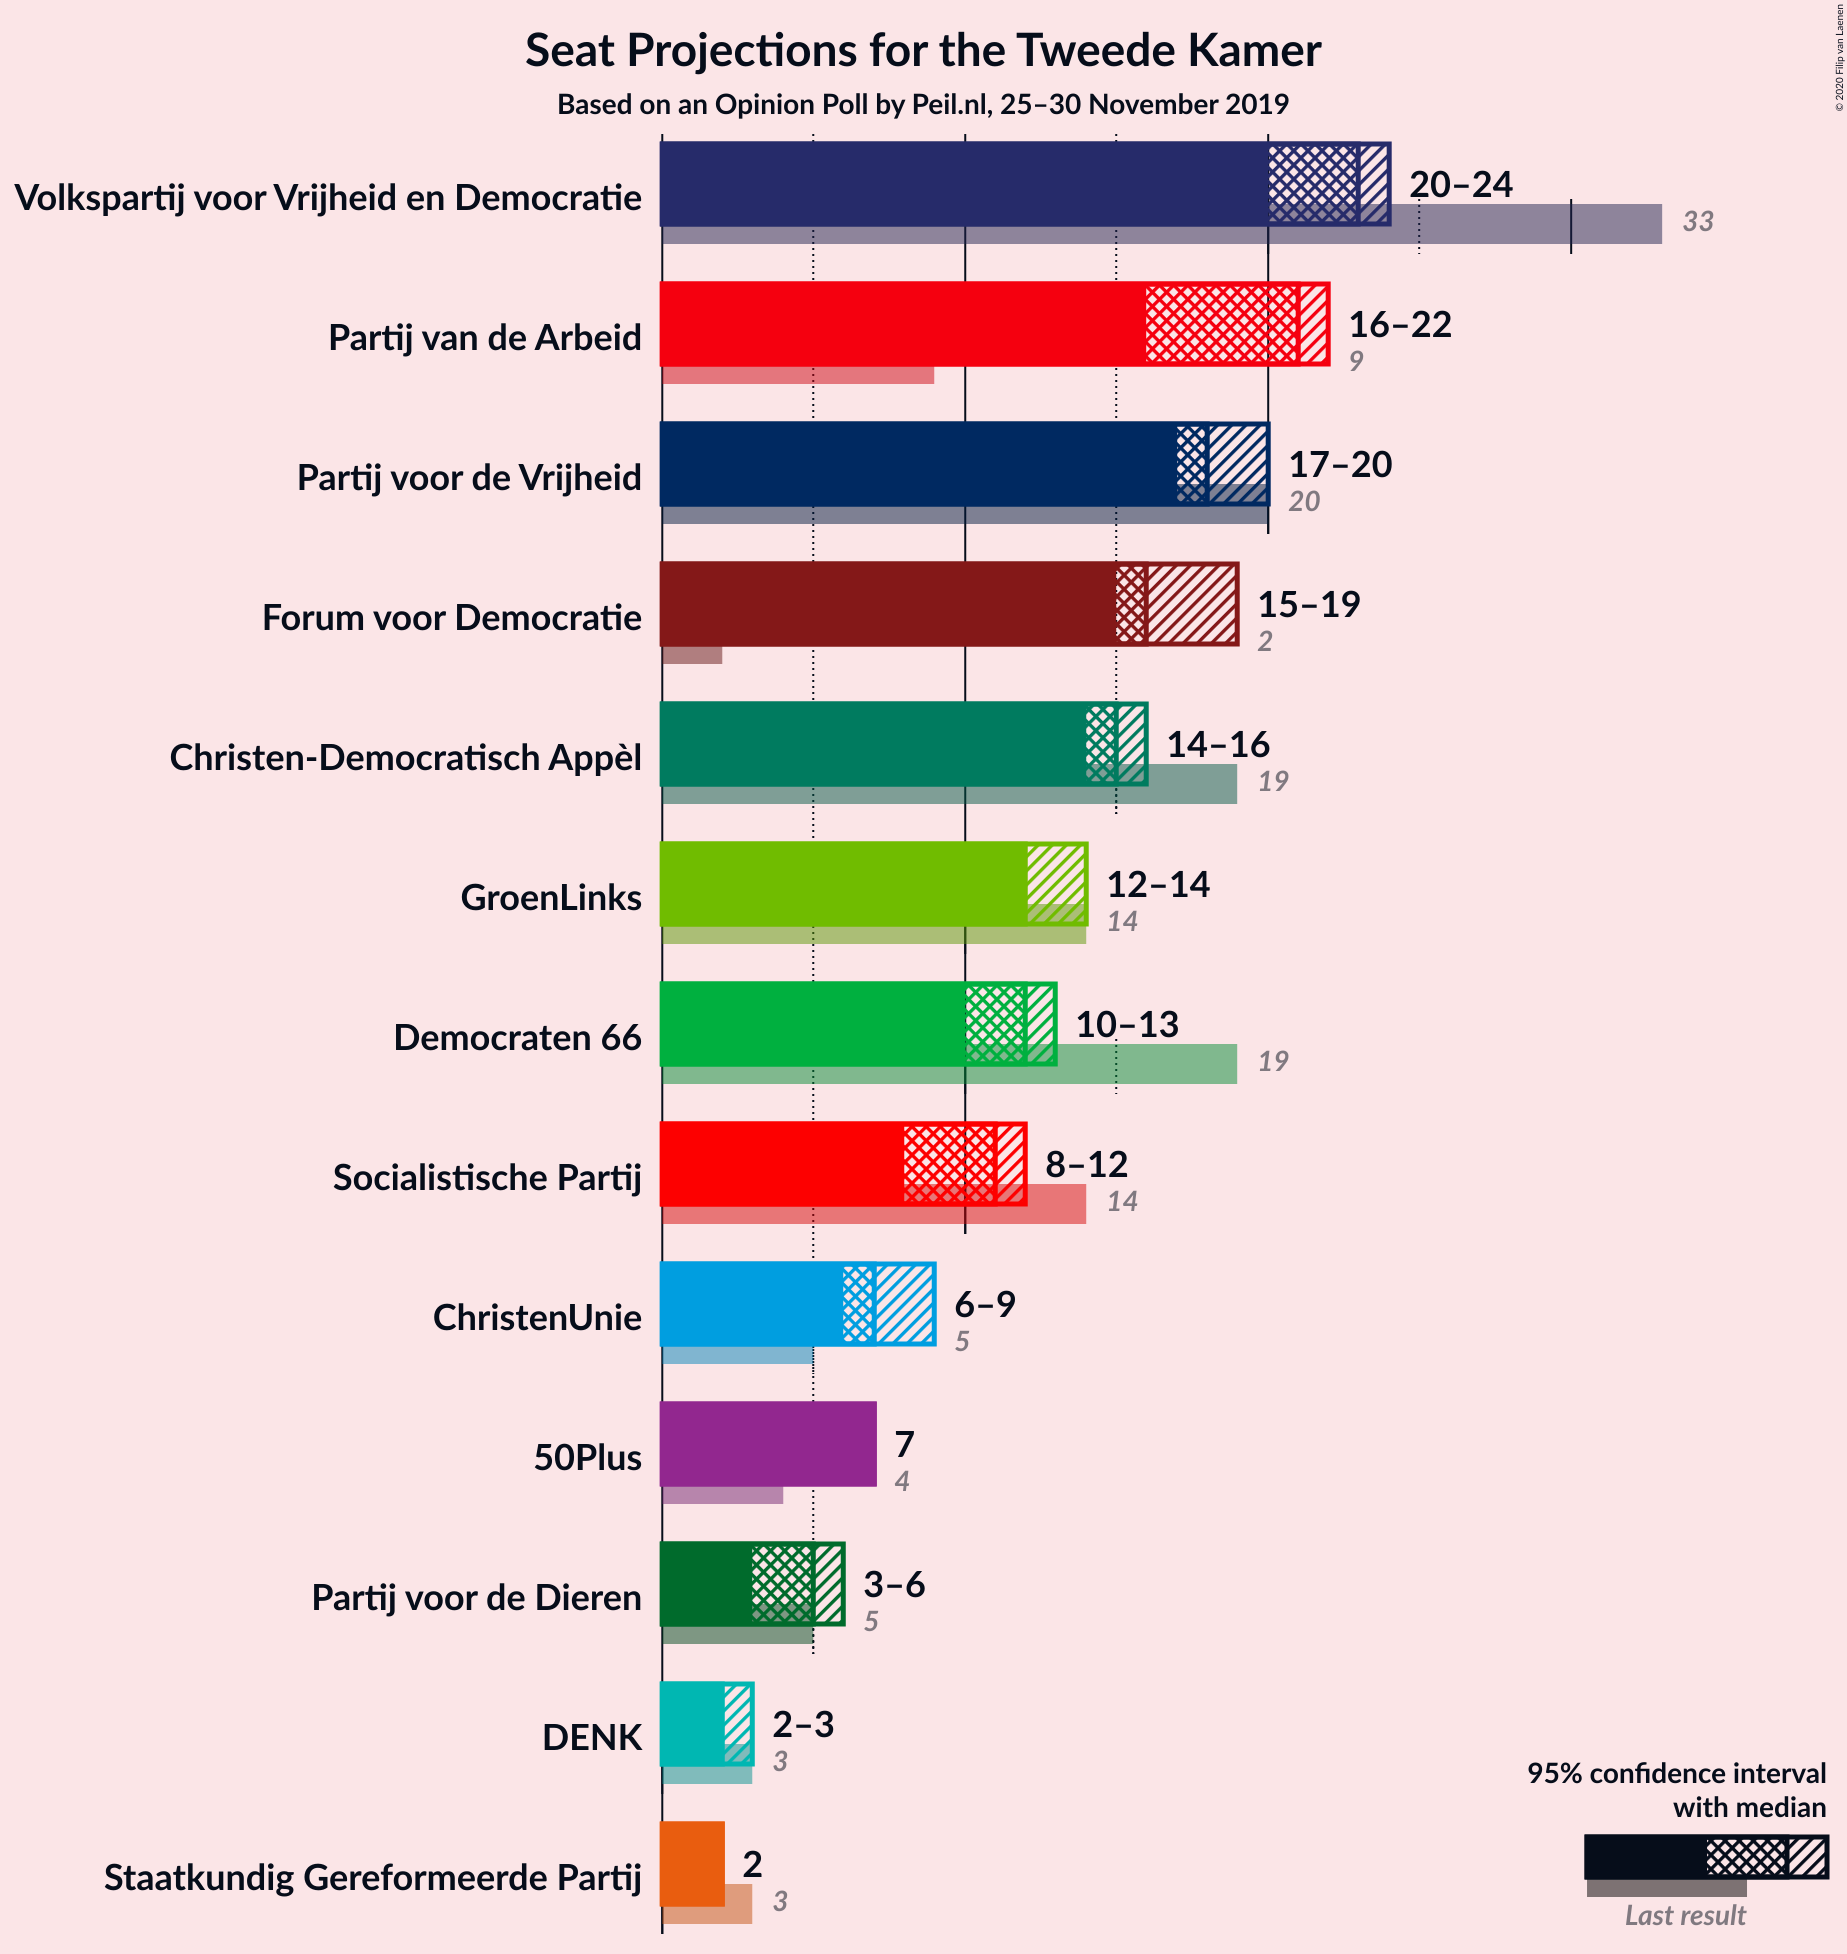 Seat Projections for the Tweede Kamer
Based on an Opinion Poll by Peil.nl, 25–30 November 2019
© 2020 Filip van Laenen
Volkspartij voor Vrijheid en Democratie
20–24
33
Partij van de Arbeid
16–22
9
Partij voor de Vrijheid
17–20
20
Forum voor Democratie
15–19
2
Christen-Democratisch Appèl
14–16
19
GroenLinks
12–14
14
Democraten 66
10–13
19
Socialistische Partij
8–12
14
ChristenUnie
6–9
5
50Plus
7
4
Partij voor de Dieren
3–6
5
DENK
2–3
3
Staatkundig Gereformeerde Partij
2
3
95% confidence interval
with median
Last result